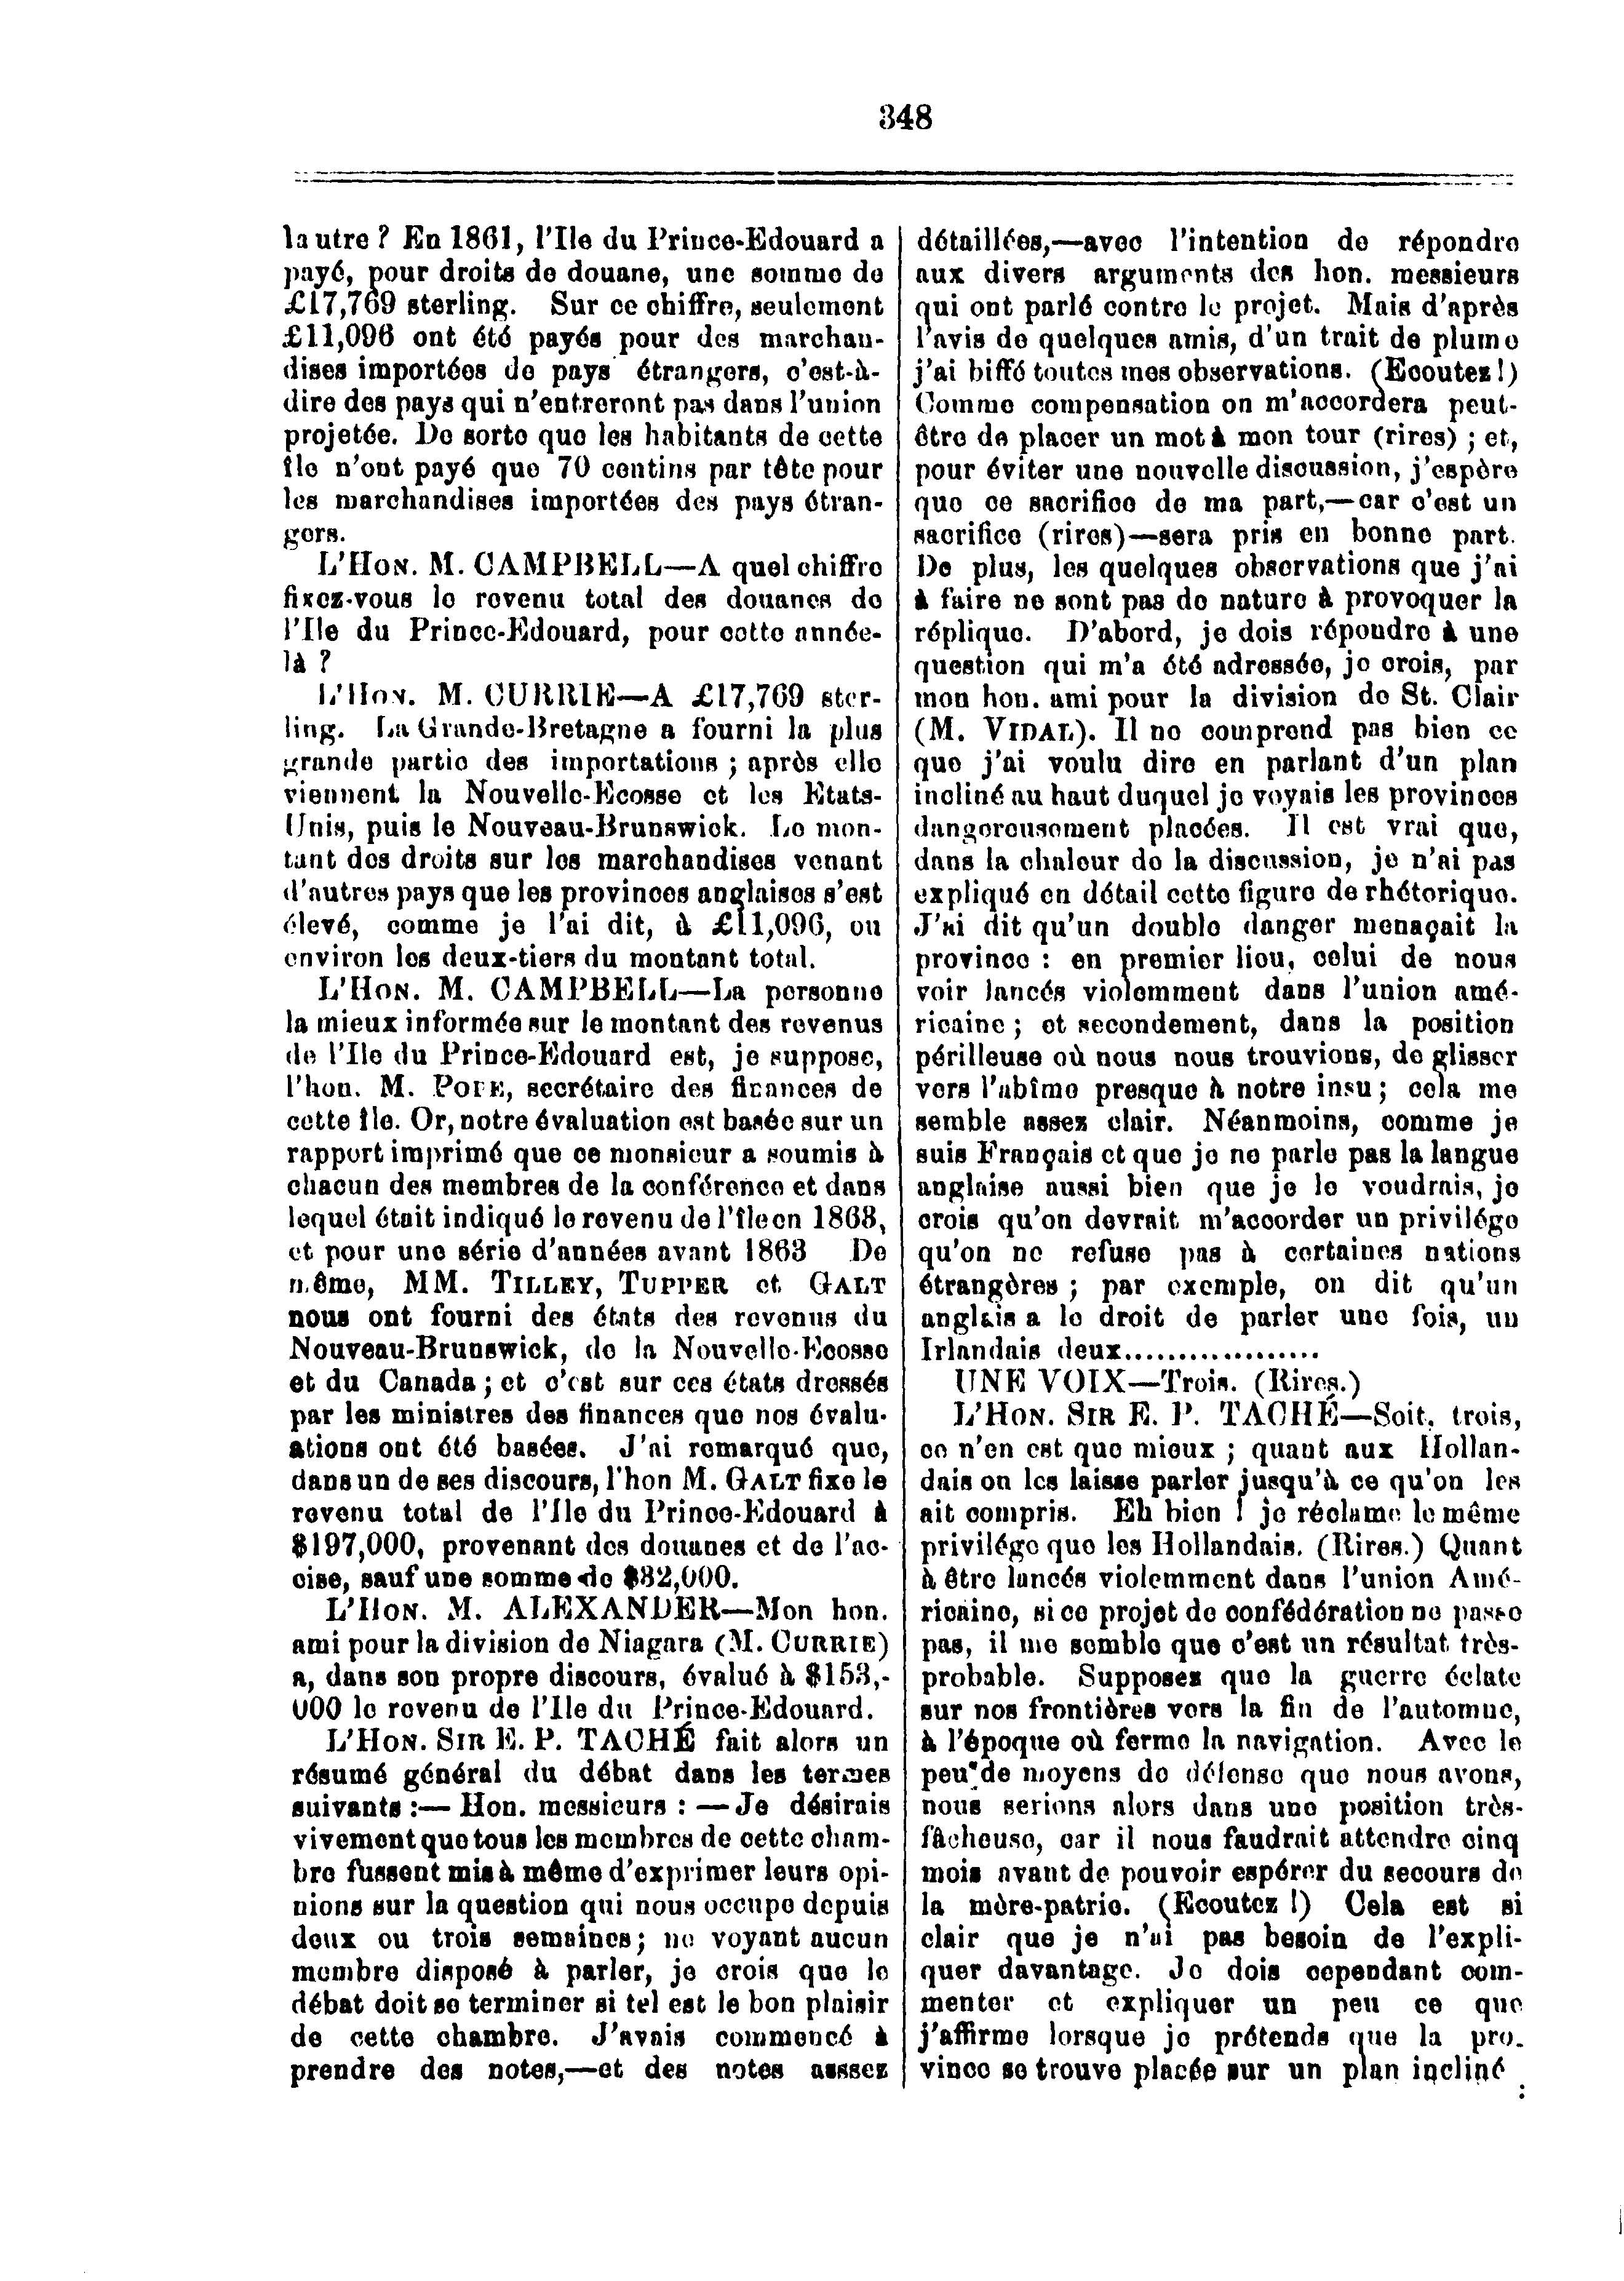 348
lautre ? En 1861, l'Ile du Prince-Edouard a
payé, pour droits de douane, une somme de
£17,769 sterling. Sur ce chiffre, seulement
£11,096 ont été payés pour des marchan-
dises importées de pays étrangers, c'est-à-
dire des pays qui n'entreront pas dans l'union
projetée. De sorte que les habitants de cette
île n'ont payé que 70 centins par tête pour
les marchandises importées des pays étran-
gers.
L'HON. M. CAMPBELL—A quel chiffre
fixez-vous le revenu total des douanes de
l'Ile du Prince-Edouard, pour cette année-
là ?
L'HON. M. CURRIE—A £17,769 ster-
ling. La Grande-Bretagne a fourni la plus
grande partie des importations ; après elle
viennent la Nouvelle-Ecosse et les Etats-
Unis, puis le Nouveau-Brunswick. Le mon-
tant des droits sur les marchandises venant
d'autres pays que les provinces anglaises s'est
élevé, comme je l'ai dit, à £11,096, ou
environ les deux-tiers du montant total.
L'HON. M. CAMPBELL—La personne
la mieux informée sur le montant des revenus
de l'Ile du Prince-Edouard est, je suppose,
l'hon. M. POPE, secrétaire des finances de
cette île. Or, notre évaluation est basée sur un
rapport imprimé que ce monsieur a soumis à
chacun des membres de la conférence et dans
lequel était indiqué le revenu de l'île en 1863,
et pour une série d'années avant 1863 De
même, MM. TILLEY, TUPPER et GALT
nous ont fourni des états des revenus du
Nouveau-Brunswick, de la Nouvelle-Ecosse
et du Canada ; et c'est sur ces états dressés
par les ministres des finances que nos évalu-
ations ont été basées. J'ai remarqué que,
dans un de ses discours, l'hon M. GALT fixe le
revenu total de l'Ile du Prince-Edouard à
$197,000, provenant des douanes et de l'ac-
cise, sauf une somme de $32,000.
L'HON. M. ALEXANDER—Mon hon.
ami pour la division de Niagara (M. CURRIE)
a, dans son propre discours, évalué à $153,-
000 le revenu de l'Ile du Prince-Edouard.
L'HON. SIR E. P. TACHÉ fait alors un
résumé général du débat dans les termes
suivants :— Hon. messieurs : — Je désirais
vivement que tous les membres de cette cham-
bre fussent mis à même d'exprimer leurs opi-
nions sur la question qui nous occupe depuis
deux ou trois semaines ; ne voyant aucun
membre disposé à parler, je crois que le
débat doit se terminer si tel est le bon plaisir
de cette chambre. J'avais commencé à
prendre des notes,—et des notes assez
détaillées,—avec l'intention de répondre
aux divers arguments des hon. messieurs
qui ont parlé contre le projet. Mais d'après
l'avis de quelques amis, d'un trait de plume
j'ai biffé toutes mes observations. (Ecoutez !)
Comme compensation on m'accordera peut-
être de placer un mot à mon tour (rires) ; et,
pour éviter une nouvelle discussion, j'espère
que ce sacrifice de ma part,—car c'est un
sacrifice (rires)—sera pris en bonne part.
De plus, les quelques observations que j'ai
à faire ne sont pas de nature à provoquer la
réplique. D'abord, je dois répondre à une
question qui m'a été adressée, je crois, par
mon hon. ami pour la division de St. Clair
(M. VIDAL). Il ne comprend pas bien ce
que j'ai voulu dire en parlant d'un plan
incliné au haut duquel je voyais les provinces
dangereusement placées. Il est vrai que,
dans la chaleur de la discussion, je n'ai pas
expliqué en détail cette figure de rhétorique.
J'ai dit qu'un double danger menaçait la
province : en premier lieu, celui de nous
voir lancés violemment dans l'union amé-
ricaine ; et secondement, dans la position
périlleuse où nous nous trouvions, de glisser
vers l'abîme presque à notre insu ; cela me
semble assez clair. Néanmoins, comme je
suis Français et que je ne parle pas la langue
anglaise aussi bien que je le voudrais, je
crois qu'on devrait m'accorder un privilége
qu'on ne refuse pas à certaines nations
étrangères ; par exemple, on dit qu'un
anglais a le droit de parler une fois, un
Irlandais deux..................
UNE VOIX—Trois. (Rires.)
L'HON. SIR E. P. TACHÉ—Soit, trois,
ce n'en est que mieux ; quant aux Hollan-
dais on les laisse parler jusqu'à ce qu'on les
ait compris. Eh bien ! je réclame le même
privilége que les Hollandais. (Rires.) Quant
à être lancés violemment dans l'union Amé-
ricaine, si ce projet de confédération ne passe
pas, il me semble que c'est un résultat très-
probable. Supposez que la guerre éclate
sur nos frontières vers la fin de l'automne,
à l'époque où ferme la navigation. Avec le
peu de moyens de défense que nous avons,
nous serions alors dans une position très-
fâcheuse, car il nous faudrait attendre cinq
mois avant de pouvoir espérer du secours de
la mère-patrie. (Ecoutez !) Cela est si
clair que je n'ai pas besoin de l'expli-
quer davantage. Je dois cependant com-
menter et expliquer un peu ce que
j'affirme lorsque je prétends que la pro-
vince se trouve placée sur un plan incliné :